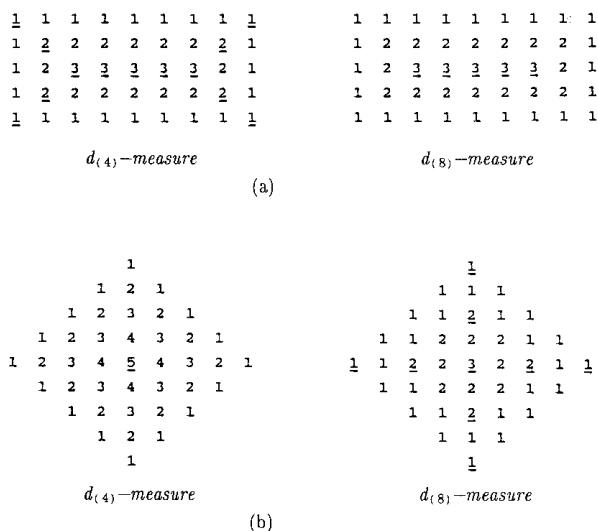 1 1 1 1 1 1 1 1 1
1 2 2 2 2 2 2 2 1
1 2 3 3 3 3 3 2 1
1 2 2 2 2 2 2 2 1
1 1 1 1 1 1 1 1 1
d(4)–measure
1 1 1 1 1 1 1 1 1
1 2 2 2 2 2 2 2 1
1 2 3 3 3 3 3 2 1
1 2 2 2 2 2 2 2 1
1 1 1 1 1 1 1 1 1
d(8)–measure
(a)
1
1 2 1
1 2 3 2 1
1 2 3 4 3 2 1
1 2 3 4 5 4 3 2 1
1 2 3 4 3 2 1
1 2 3 2 1
1 2 1
1
d(4)–measure
1
1 1 1
1 1 2 1 1
1 1 2 2 2 1 1
1 1 2 2 3 2 2 1 1
1 1 2 2 2 1 1
1 1 2 1 1
1 1 1
1
d(8)–measure
(b)